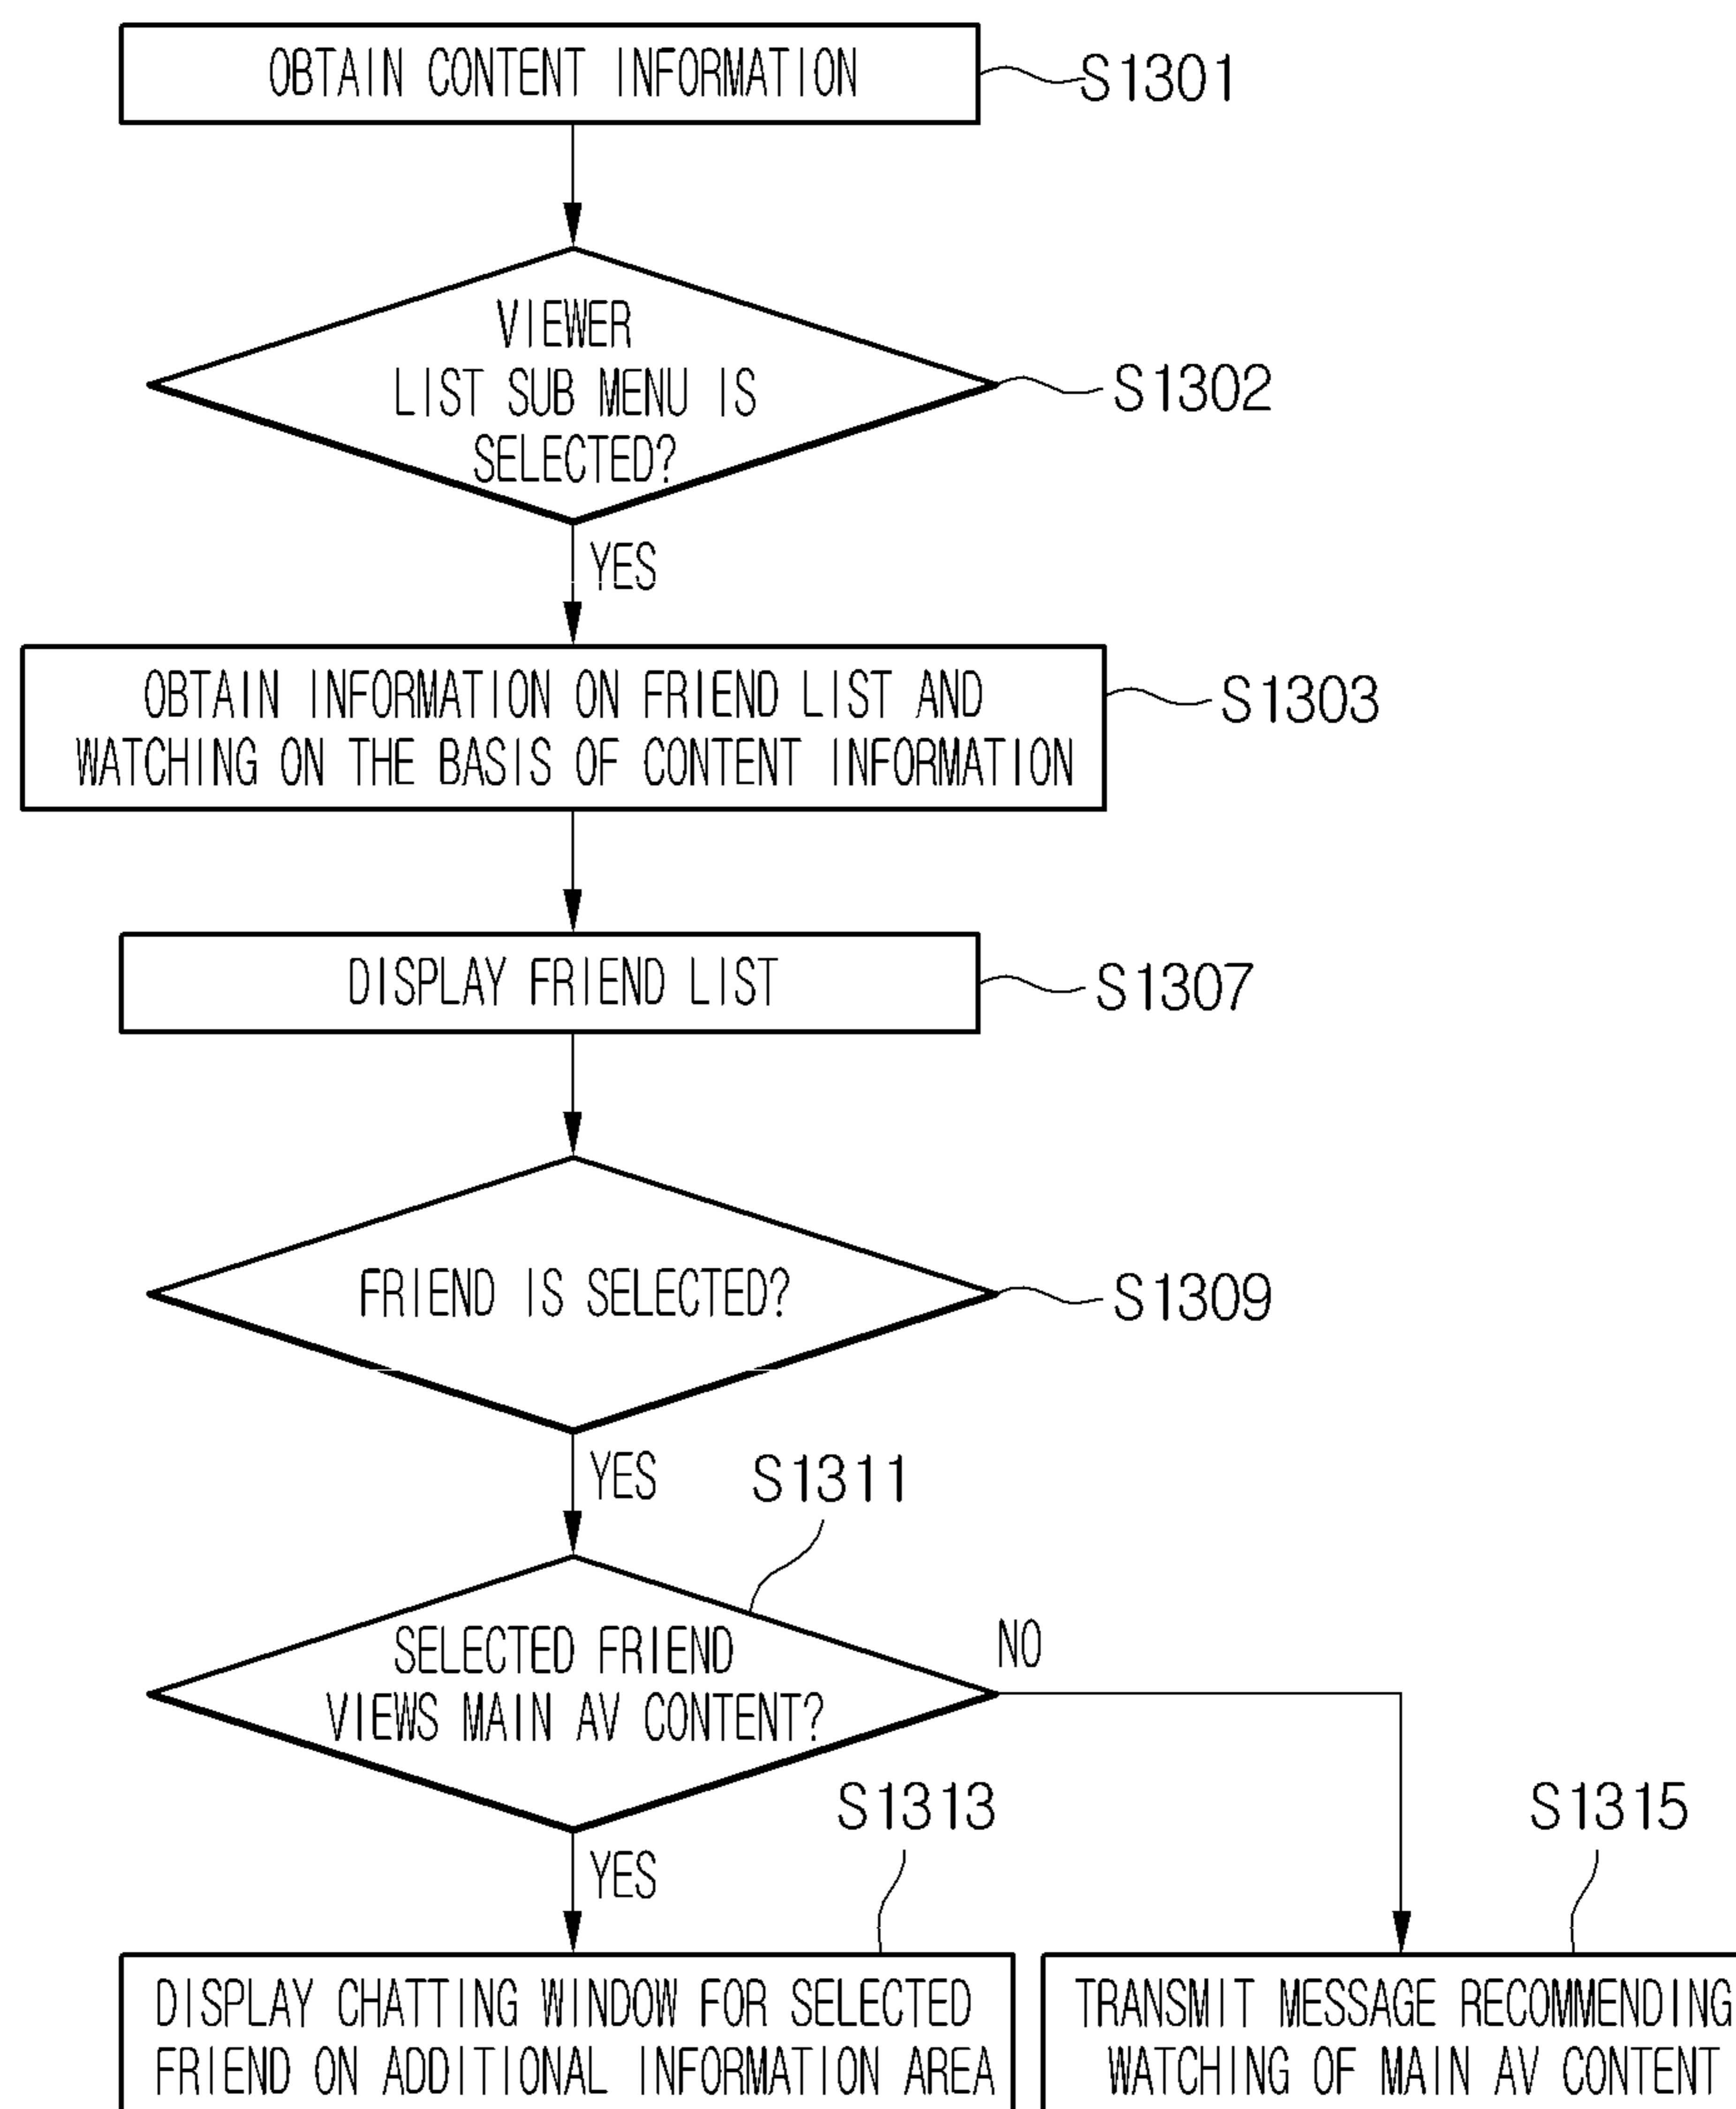 OBTAIN CONTENT INFORMATION
S1301
VIEWER
LIST SUB MENU IS
SELECTED?
S1302
YES
OBTAIN INFORMATION ON FRIEND LIST AND
WATCHING ON THE BASIS OF CONTENT INFORMATION
S1303
DISPLAY FRIEND LIST
S1307
FRIEND IS SELECTED?
S1309
YES
S1311
SELECTED FRIEND
VIEWS MAIN AV CONTENT?
NO
YES
S1313
DISPLAY CHATTING WINDOW FOR SELECTED
FRIEND ON ADDITIONAL INFORMATION AREA
S1315
TRANSMIT MESSAGE RECOMMENDING
WATCHING OF MAIN AV CONTENT